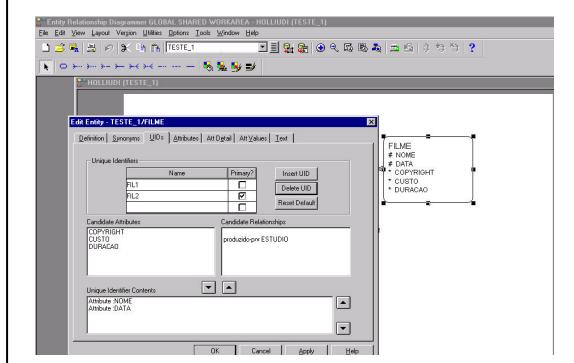 Entity Relationship Diagrammer GLOBAL SHARED WORKAREA - HOLLIUDI (TESTE_1)
File Edit View Layout Version Utilities Options Tools Window Help
TESTE_1
HOLLIUDI (TESTE_1)
Edit Entity - TESTE_1/FILME
Definition Synonyms UIDs Attributes Att Detail Att Values Text
Unique Identifiers
Name Primary?
FIL1
FIL2
Insert UID
Delete UID
Reset Default
Candidate Attributes
COPYRIGHT
CUSTO
DURACAO
Candidate Relationships
produzido-prv ESTUDIO
Unique Identifier Contents
Attribute :NOME
Attribute :DATA
OK Cancel Apply Help
FILME
# NOME
# DATA
* COPYRIGHT
* CUSTO
* DURACAO